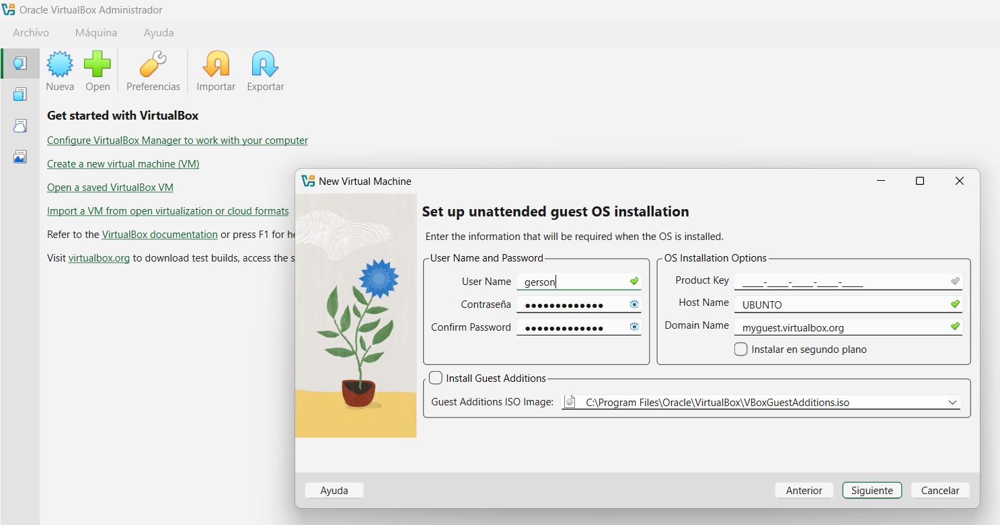 Oracle VirtualBox Administrador
Archivo Máquina Ayuda
Nueva Open Preferencias Importar Exportar
Get started with VirtualBox
Configure VirtualBox Manager to work with your computer
Create a new virtual machine (VM)
Open a saved VirtualBox VM
Import a VM from open virtualization or cloud formats
Refer to the VirtualBox documentation or press F1 for he
Visit virtualbox.org to download test builds, access the s
New Virtual Machine
Set up unattended guest OS installation
Enter the information that will be required when the OS is installed.
User Name and Password
User Name gerson
Contraseña ●●●●●●●●●●●●●
Confirm Password ●●●●●●●●●●●●●
OS Installation Options
Product Key _____-_____-_____-_____-_____
Host Name UBUNTO
Domain Name myguest.virtualbox.org
Instalar en segundo plano
Install Guest Additions
Guest Additions ISO Image: C:\Program Files\Oracle\VirtualBox\VBoxGuestAdditions.iso
Ayuda Anterior Siguiente Cancelar